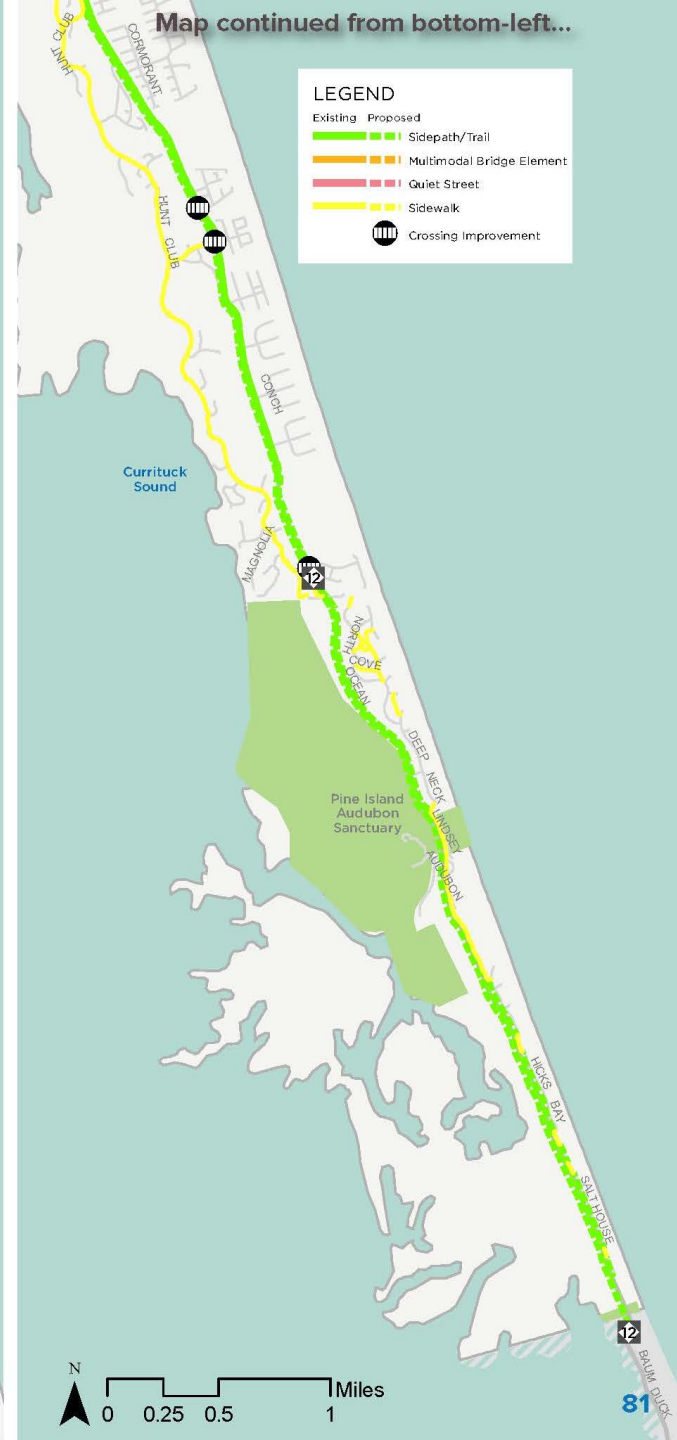 Map continued from bottom-left...
LEGEND
Existing Proposed
Sidepath/Trail
Multimodal Bridge Element
Quiet Street
Sidewalk
Crossing Improvement
CLUB
HUNT
CORMORANT
HUNT CLUB
CONCH
Currituck
Sound
MAGNOLIA
12
NORTH
COVE
OCEAN
DEEP NECK
LINDSEY
Pine Island
Audubon
Sanctuary
AUDUBON
HICKS BAY
SALT HOUSE
12
BAUM DUCK
N
0 0.25 0.5 1 Miles
81